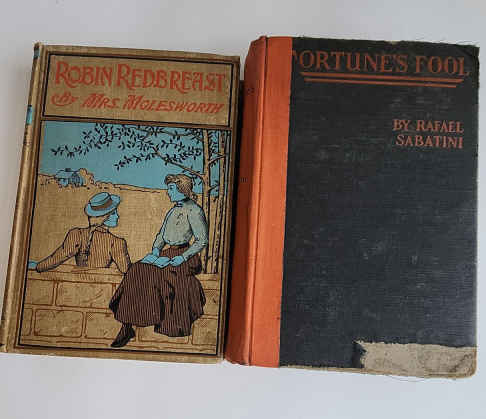 ROBIN REDBREAST
By MRS. MOLESWORTH
FORTUNE'S FOOL
BY RAFAEL
SABATINI